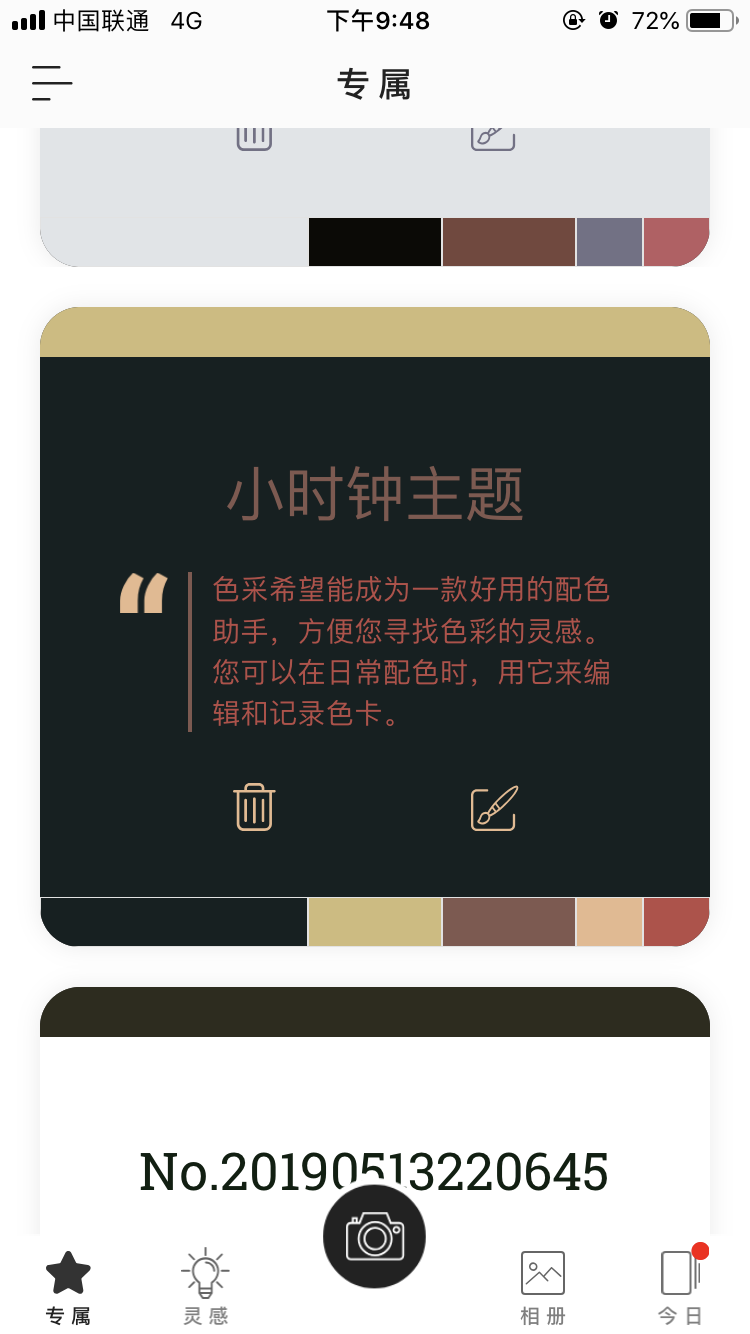 中国联通 4G 下午9:48 72%
专属
小时钟主题
“
色采希望能成为一款好用的配色
助手，方便您寻找色彩的灵感。
您可以在日常配色时，用它来编
辑和记录色卡。
No.20190513220645
专属 灵感 相册 今日